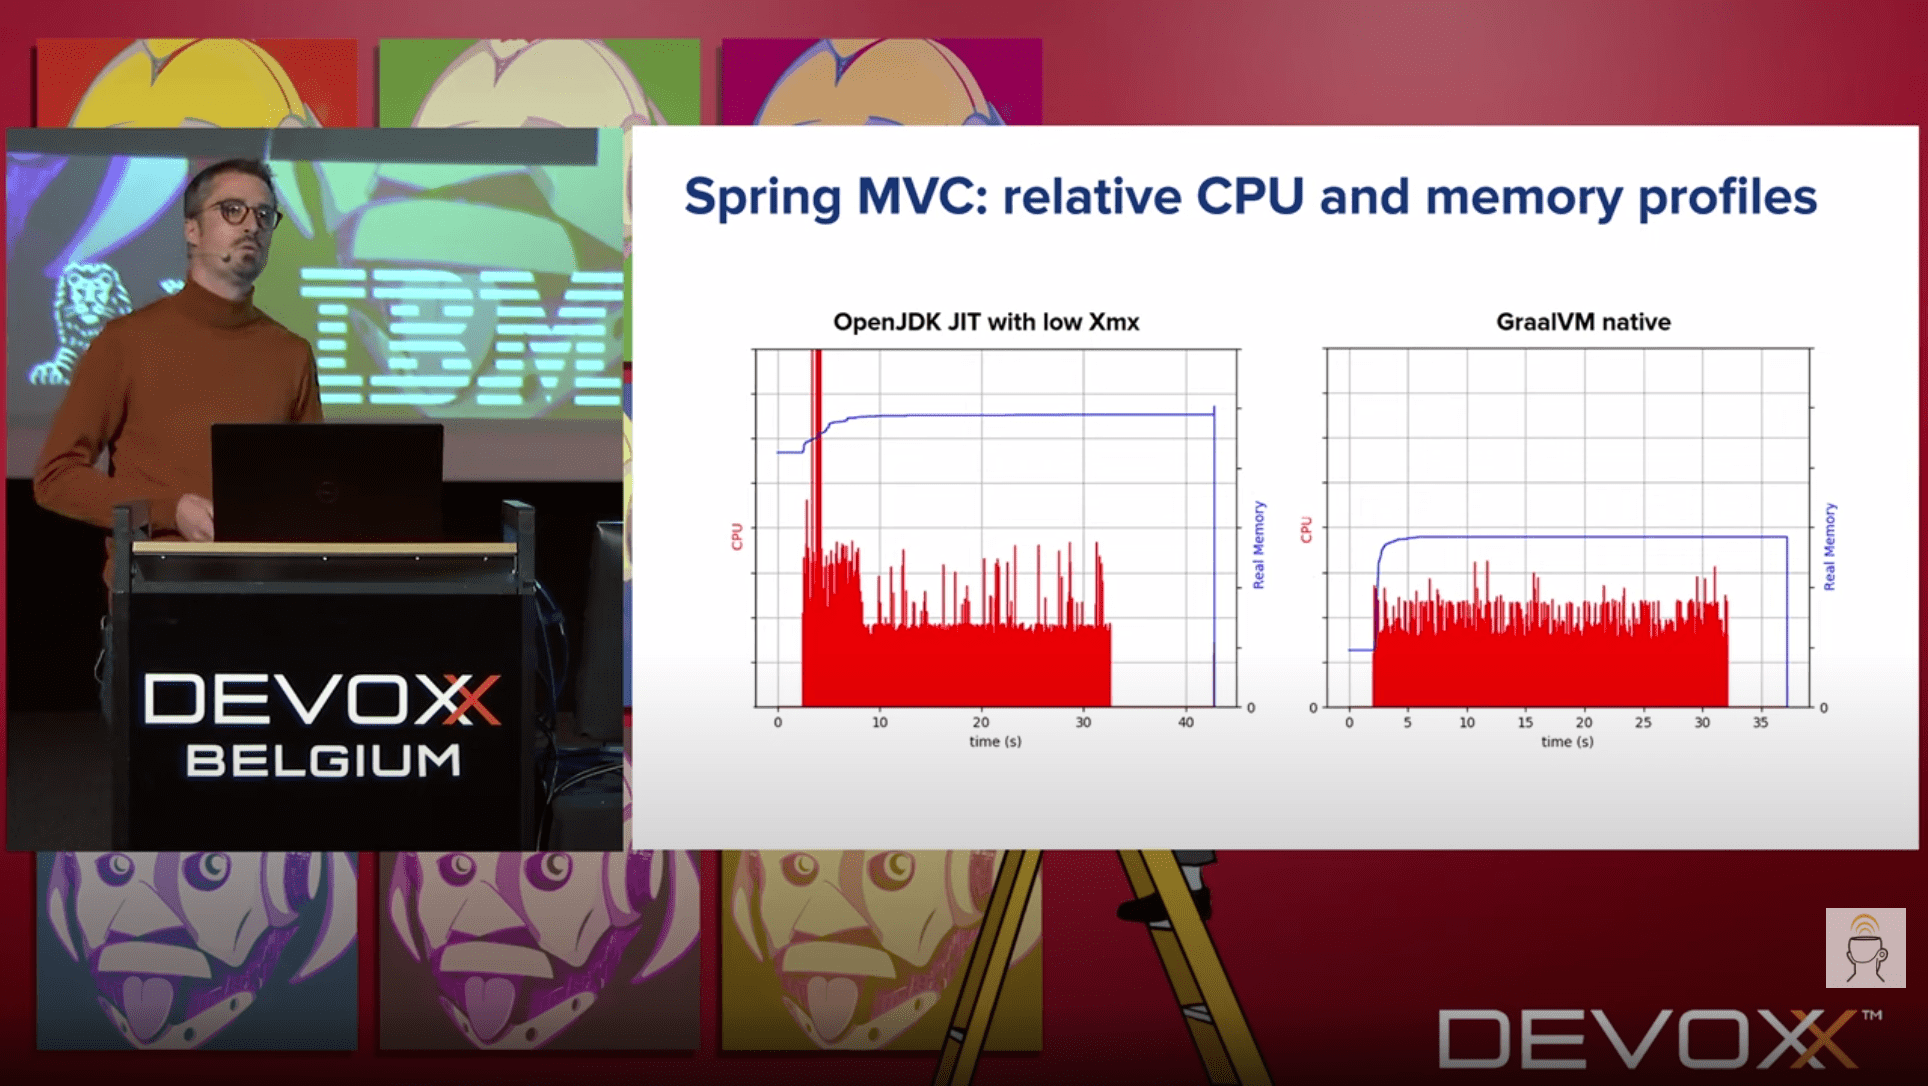 Spring MVC: relative CPU and memory profiles
OpenJDK JIT with low Xmx
GraalVM native
CPU
Real Memory
0
0
10
20
30
40
time (s)
CPU
Real Memory
0
0
0
5
10
15
20
25
30
35
time (s)
IBM
DEVOXX
BELGIUM
DEVOXX™